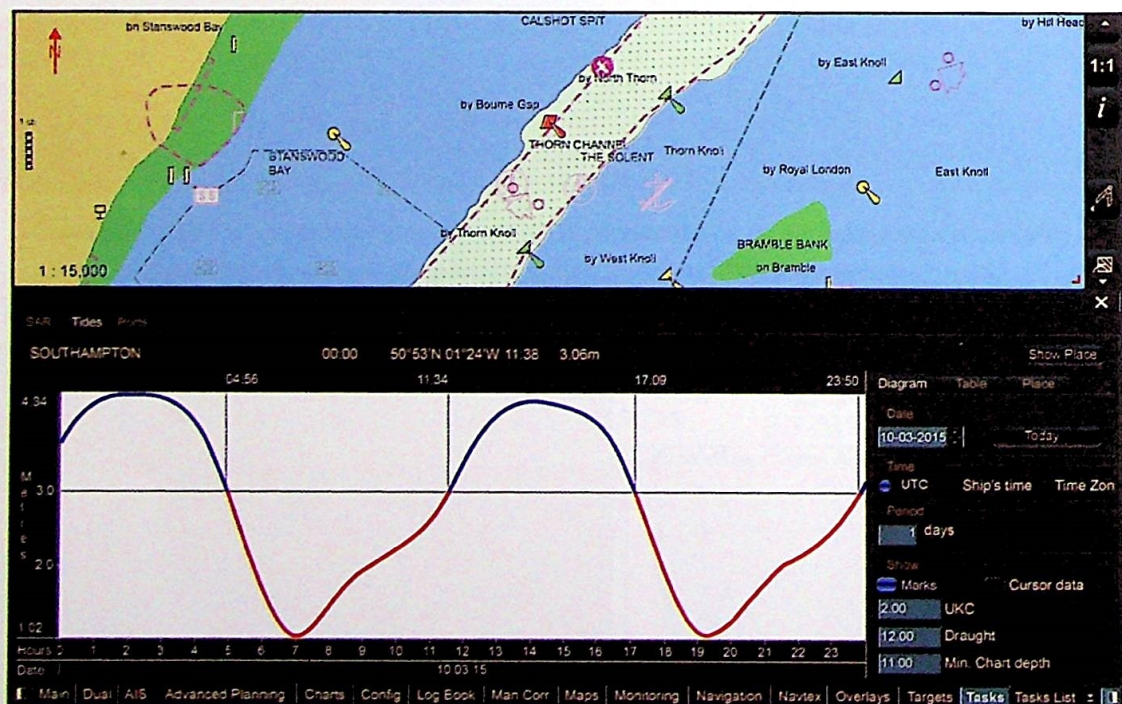 CALSHOT SPIT
bn Stanswood Bay
by Hill Head
N
by East Knoll
1:1
by North Thorn
i
by Bourne Gap
THORN CHANNEL
THE SOLENT
Thorn Knoll
STANSWOOD
BAY
by Royal London
East Knoll
by Thorn Knoll
BRAMBLE BANK
by West Knoll
bn Bramble
1 : 15,000
SAR Tides Ports
SOUTHAMPTON 00:00 50°53'N 01°24'W 11.38 3.06m Show Place
04:56 11:34 17:09 23:50
Diagram Table Place
4.34
Date
10-03-2015 Today
Time
UTC Ship's time Time Zon
Metres
3.0
Period
1 days
2.0
Show
Marks Cursor data
2.00 UKC
1.02
12.00 Draught
Hours 0 1 2 3 4 5 6 7 8 9 10 11 12 13 14 15 16 17 18 19 20 21 22 23
11.00 Min. Chart depth
Date 10.03.15
Main Dual AIS Advanced Planning Charts Config Log Book Man Corr Maps Monitoring Navigation Navtex Overlays Targets Tasks Tasks List